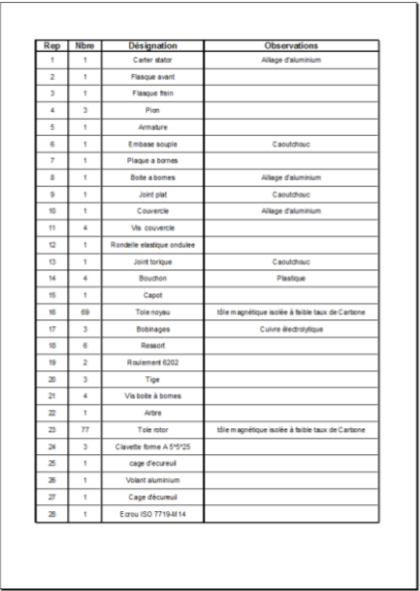 Rep Nbre Désignation Observations
1 1 Carter stator Alliage d'aluminium
2 1 Flasque avant
3 1 Flasque frein
4 3 Pion
5 1 Armature
6 1 Embase souple Caoutchouc
7 1 Plaque a bornes
8 1 Boite a bornes Alliage d'aluminium
9 1 Joint plat Caoutchouc
10 1 Couvercle Alliage d'aluminium
11 4 Vis couvercle
12 1 Rondelle elastique ondulee
13 1 Joint torique Caoutchouc
14 4 Bouchon Plastique
15 1 Capot
16 69 Tole noyau tôle magnétique isolée à faible taux de Carbone
17 3 Bobinages Cuivre électrolytique
18 6 Ressort
19 2 Roulement 6202
20 3 Tige
21 4 Vis boite à bornes
22 1 Arbre
23 77 Tole rotor tôle magnétique isolée à faible taux de Carbone
24 3 Clavette forme A 5*5*25
25 1 cage d'ecureuil
26 1 Volant aluminium
27 1 Cage d'écureuil
28 1 Ecrou ISO 7719-M14